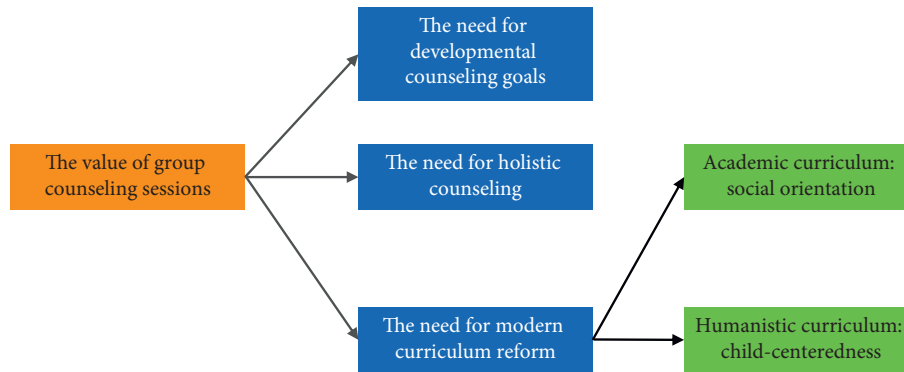 The need for
developmental
counseling goals
The value of group
counseling sessions
The need for holistic
counseling
Academic curriculum:
social orientation
The need for modern
curriculum reform
Humanistic curriculum:
child-centeredness